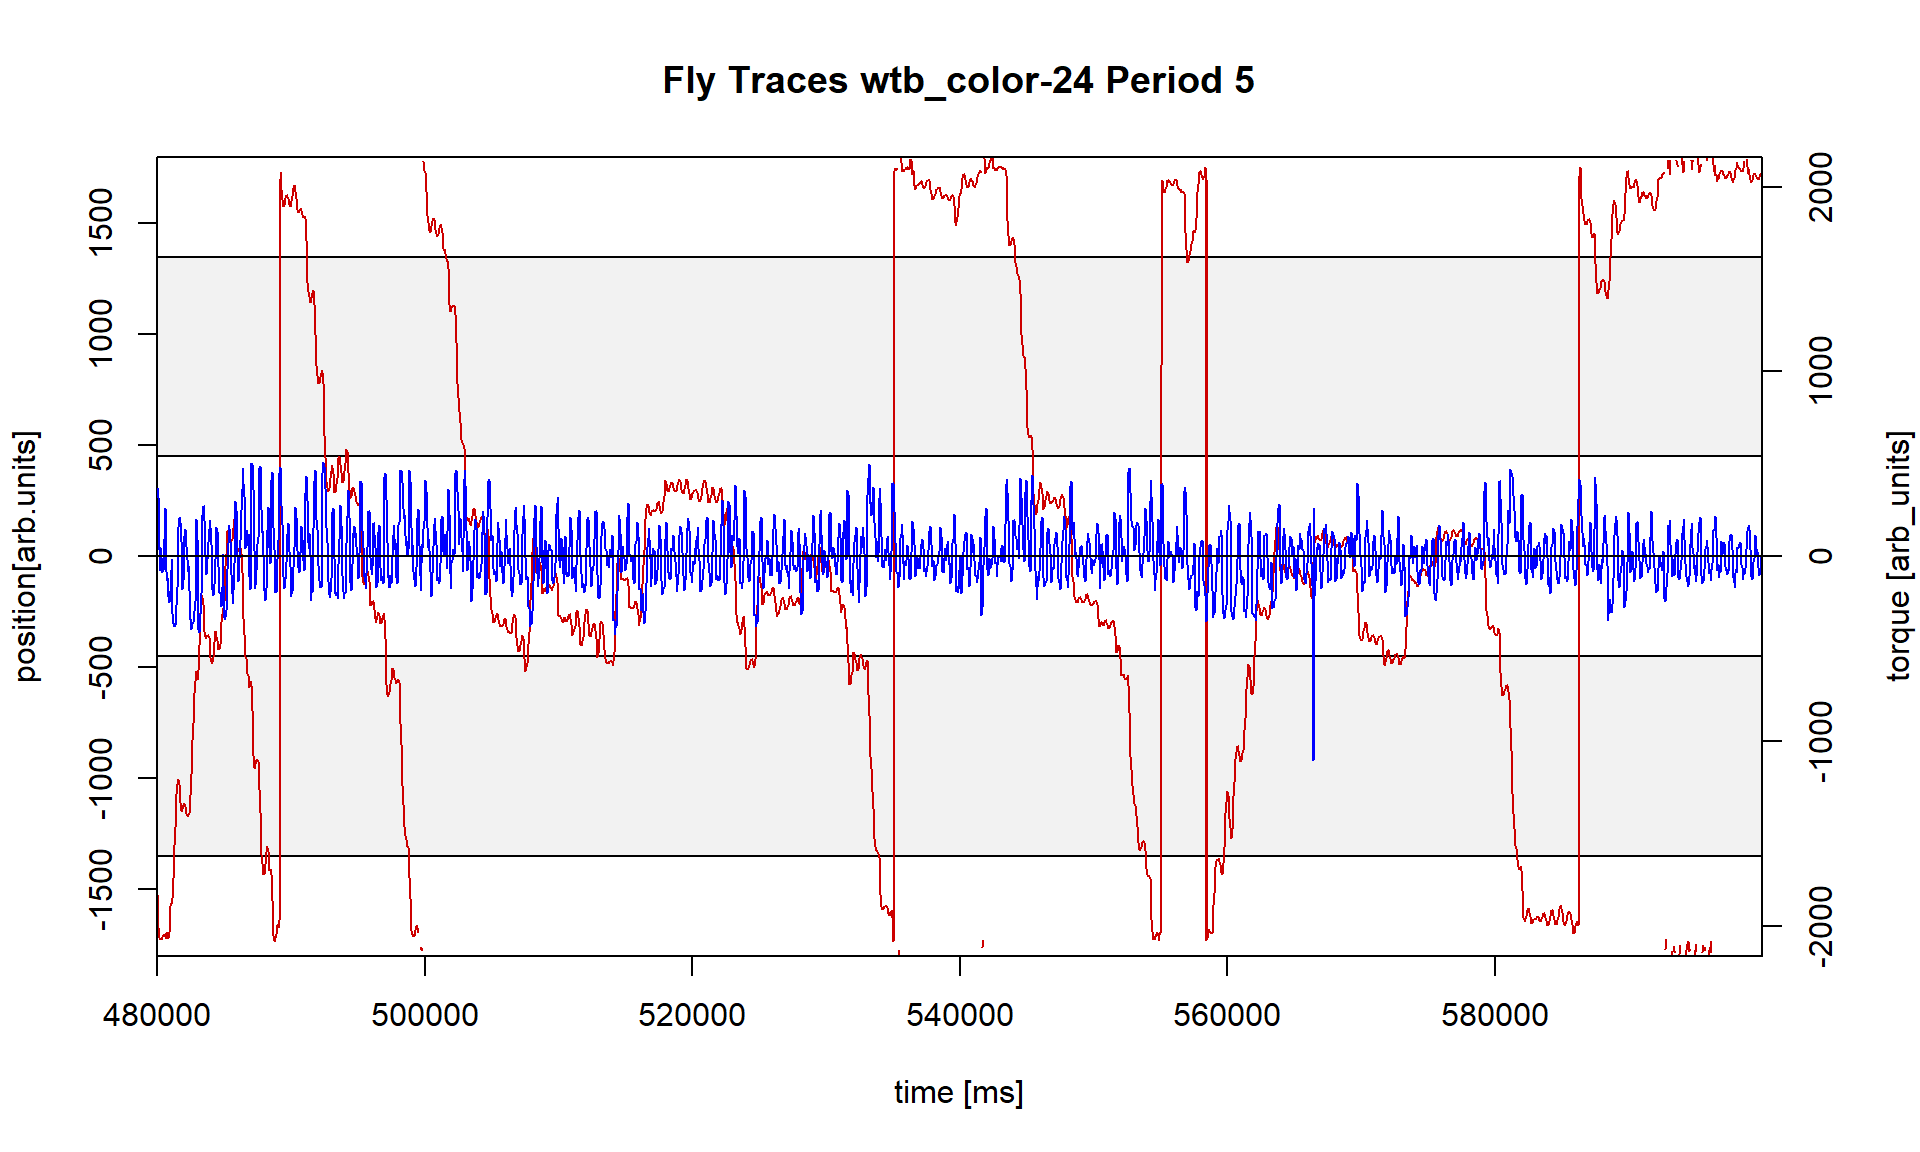 Fly Traces wtb_color-24 Period 5
position[arb.units]
1500
1000
500
0
-500
-1000
-1500
2000
1000
0
-1000
-2000
torque [arb_units]
480000 500000 520000 540000 560000 580000
time [ms]